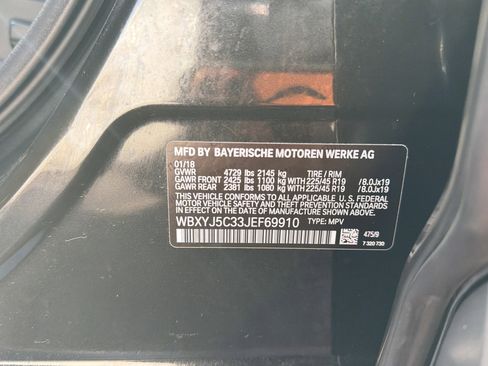 MFD BY BAYERISCHE MOTOREN WERKE AG
01/18
GVWR 4729 lbs 2145 kg TIRE / RIM
GAWR FRONT 2425 lbs 1100 kg WITH 225/45 R19 / 8.0Jx19
GAWR REAR 2381 lbs 1080 kg WITH 225/45 R19 / 8.0Jx19
THIS VEHICLE CONFORMS TO ALL APPLICABLE U.S. FEDERAL
MOTOR VEHICLE SAFETY, BUMPER, AND THEFT PREVENTION
STANDARDS IN EFFECT ON THE DATE OF MANUFACTURE SHOWN ABOVE.
WBXYJ5C33JEF69910 TYPE: MPV
475/9
7 320 730